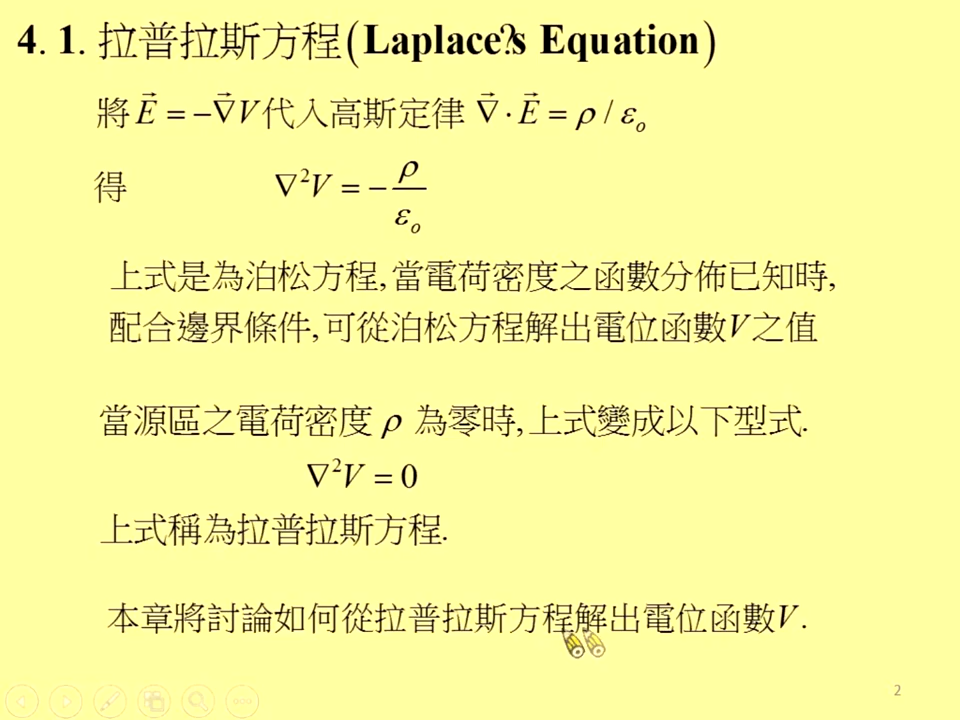 4. 1. 拉普拉斯方程(Laplace?s Equation)
將 E⃗ = −∇⃗V 代入高斯定律 ∇⃗ · E⃗ = ρ / εₒ
得 ∇²V = − ρ / εₒ
上式是為泊松方程,當電荷密度之函數分佈已知時,
配合邊界條件,可從泊松方程解出電位函數V之值
當源區之電荷密度 ρ 為零時,上式變成以下型式.
∇²V = 0
上式稱為拉普拉斯方程.
本章將討論如何從拉普拉斯方程解出電位函數V.
2